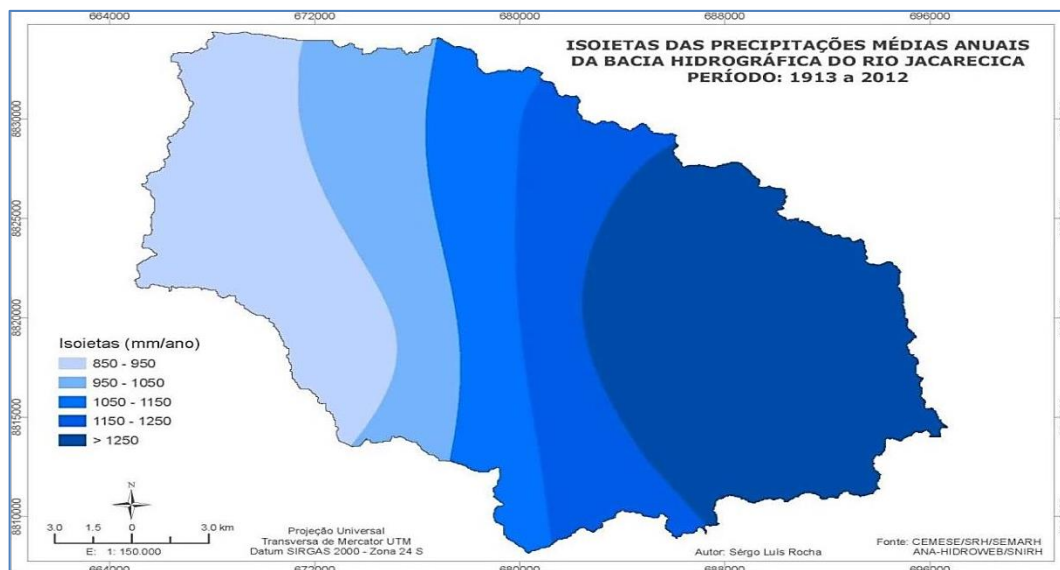 664000 672000 680000 688000 696000
ISOIETAS DAS PRECIPITAÇÕES MÉDIAS ANUAIS
DA BACIA HIDROGRÁFICA DO RIO JACARECICA
PERÍODO: 1913 a 2012
8830000
8825000
8820000
8815000
8810000
Isoietas (mm/ano)
850 - 950
950 - 1050
1050 - 1150
1150 - 1250
> 1250
N
3.0 1.5 0 3.0 km
E: 1: 150.000
Projeção Universal
Transversa de Mercator UTM
Datum SIRGAS 2000 - Zona 24 S
Autor: Sérgo Luís Rocha
Fonte: CEMESE/SRH/SEMARH
ANA-HIDROWEB/SNIRH
664000 672000 680000 688000 696000